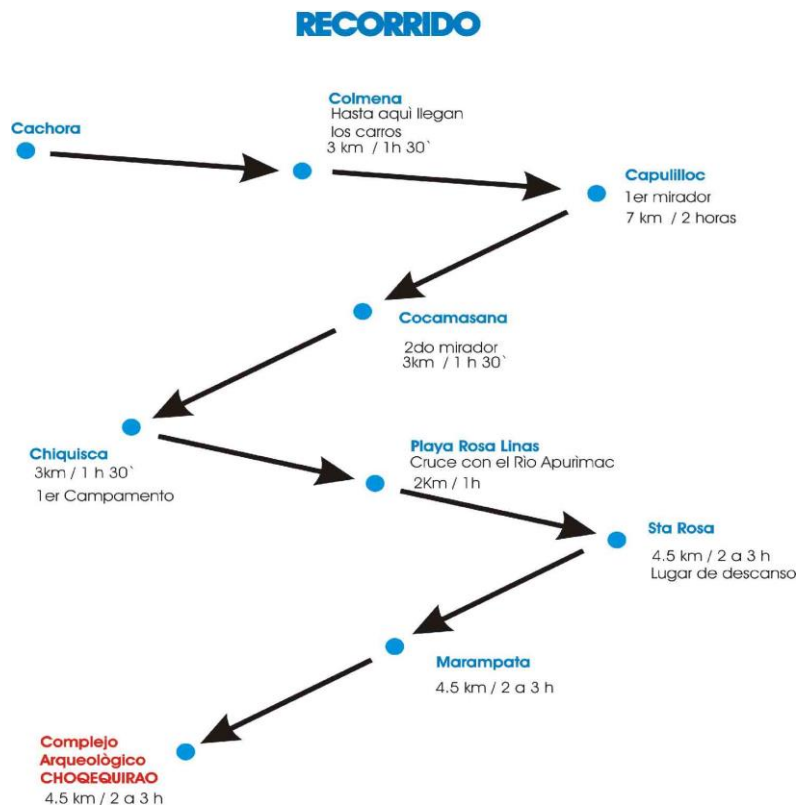 RECORRIDO
Cachora
Colmena
Hasta aquì llegan
los carros
3 km / 1h 30`
Capulilloc
1er mirador
7 km / 2 horas
Cocamasana
2do mirador
3km / 1 h 30`
Chiquisca
3km / 1 h 30`
1er Campamento
Playa Rosa Linas
Cruce con el Rìo Apurìmac
2Km / 1h
Sta Rosa
4.5 km / 2 a 3 h
Lugar de descanso
Marampata
4.5 km / 2 a 3 h
Complejo
Arqueològico
CHOQEQUIRAO
4.5 km / 2 a 3 h